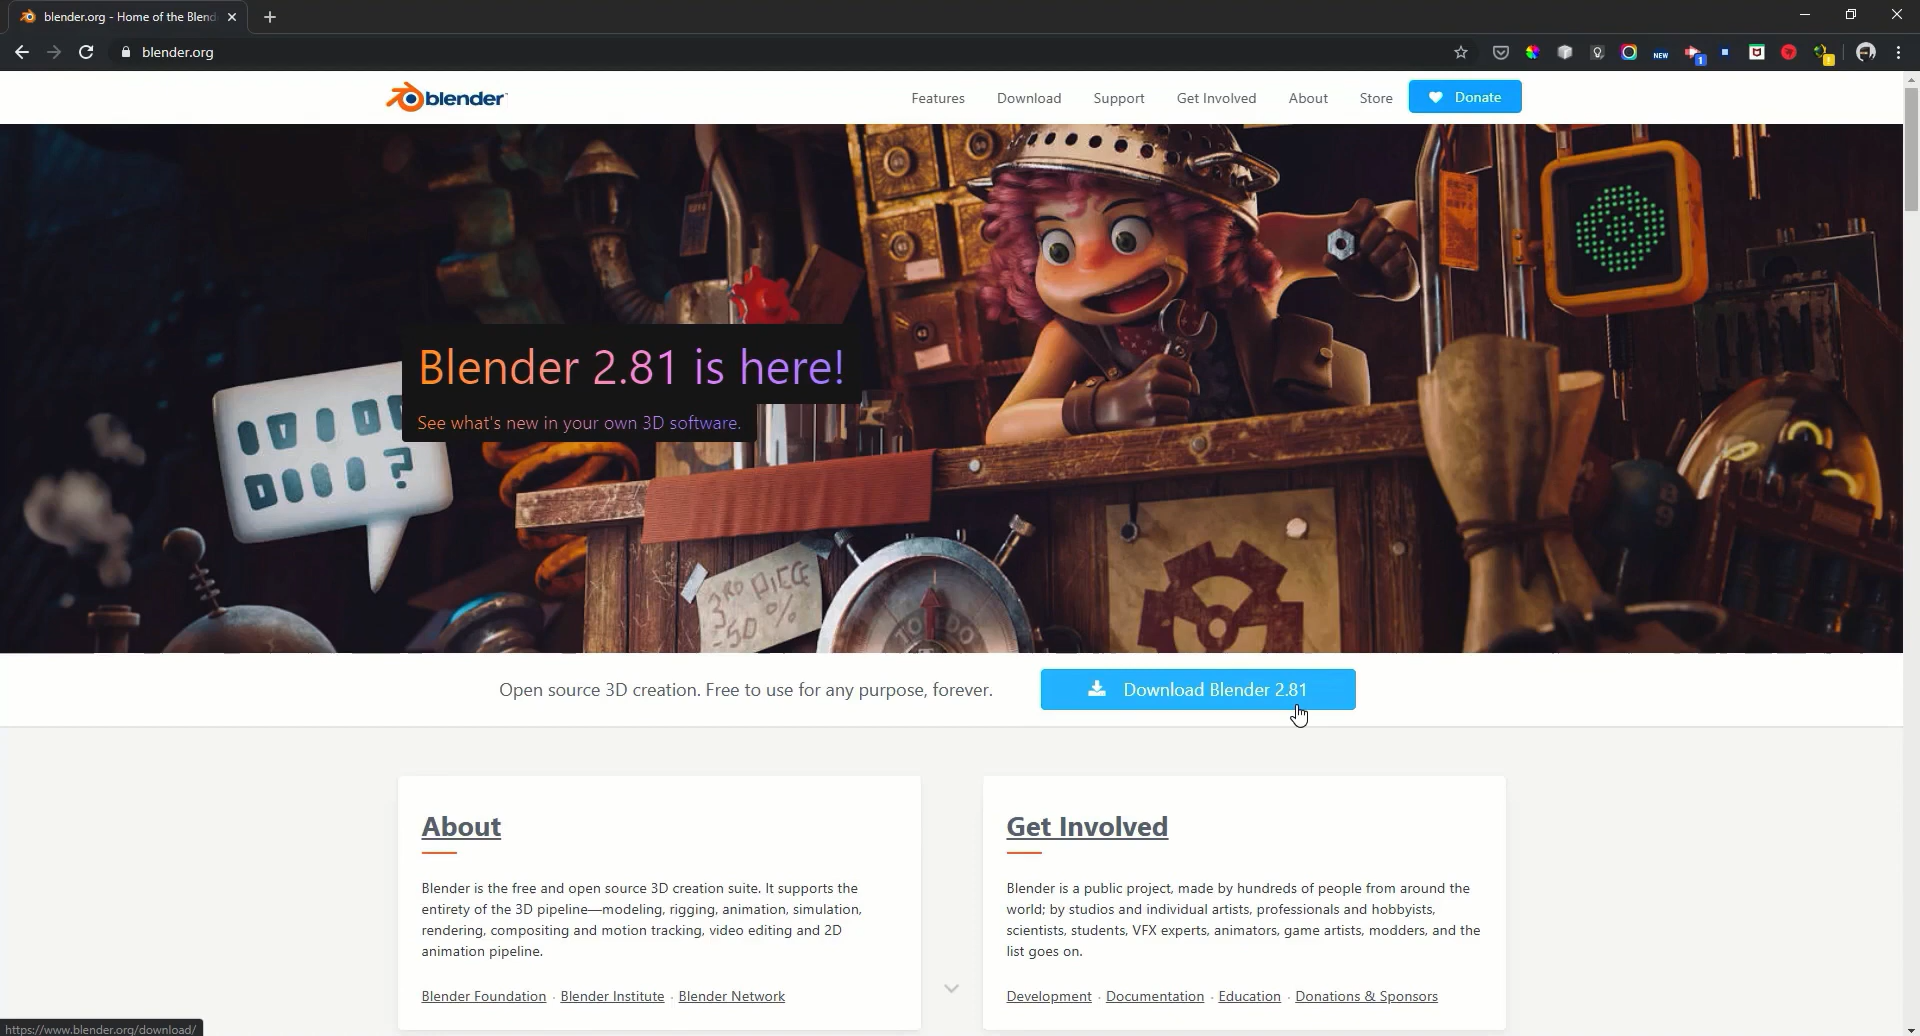 blender.org - Home of the Blend
blender.org
NEW
1
blender
Features Download Support Get Involved About Store Donate
Blender 2.81 is here!
See what's new in your own 3D software.
?
3RD PIECE
-50 %
Open source 3D creation. Free to use for any purpose, forever.
Download Blender 2.81
About
Blender is the free and open source 3D creation suite. It supports the
entirety of the 3D pipeline—modeling, rigging, animation, simulation,
rendering, compositing and motion tracking, video editing and 2D
animation pipeline.
Blender Foundation · Blender Institute · Blender Network
Get Involved
Blender is a public project, made by hundreds of people from around the
world; by studios and individual artists, professionals and hobbyists,
scientists, students, VFX experts, animators, game artists, modders, and the
list goes on.
Development · Documentation · Education · Donations & Sponsors
https://www.blender.org/download/